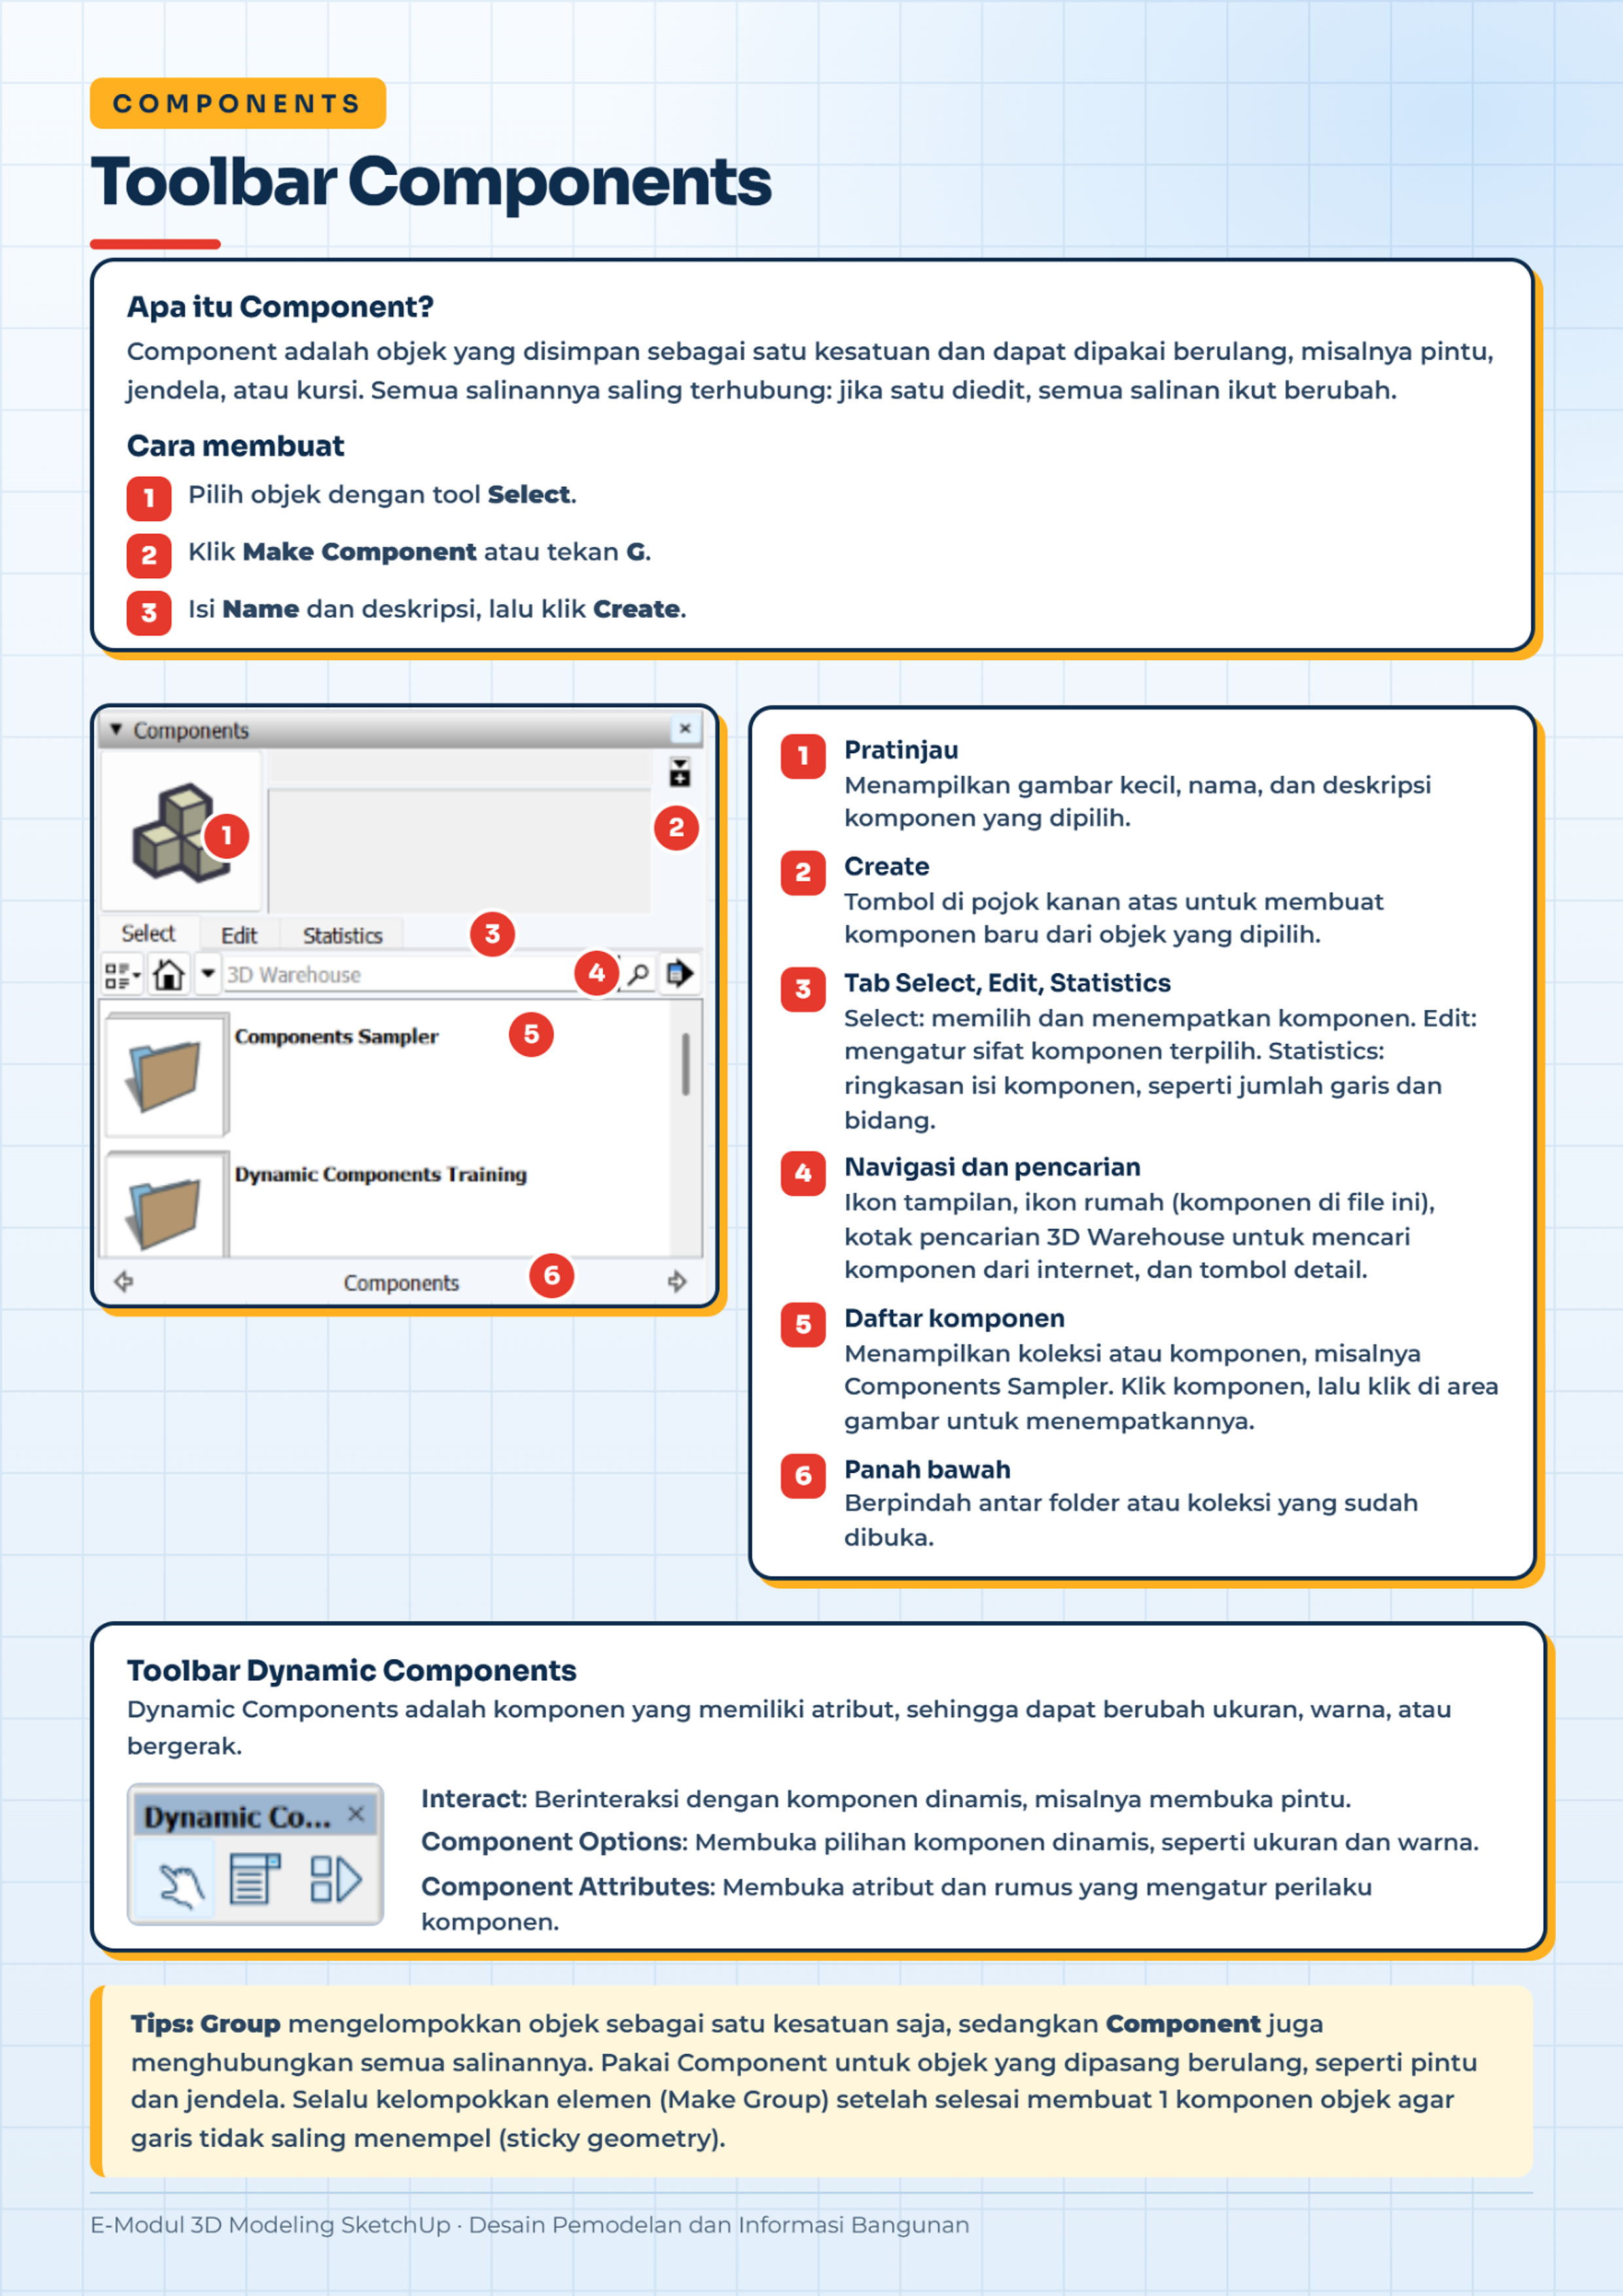 COMPONENTS
Toolbar Components
Apa itu Component?
Component adalah objek yang disimpan sebagai satu kesatuan dan dapat dipakai berulang, misalnya pintu,
jendela, atau kursi. Semua salinannya saling terhubung: jika satu diedit, semua salinan ikut berubah.
Cara membuat
1 Pilih objek dengan tool Select.
2 Klik Make Component atau tekan G.
3 Isi Name dan deskripsi, lalu klik Create.
Components
1
2
Select Edit Statistics 3
3D Warehouse 4
Components Sampler 5
Dynamic Components Training
Components 6
1 Pratinjau
Menampilkan gambar kecil, nama, dan deskripsi
komponen yang dipilih.
2 Create
Tombol di pojok kanan atas untuk membuat
komponen baru dari objek yang dipilih.
3 Tab Select, Edit, Statistics
Select: memilih dan menempatkan komponen. Edit:
mengatur sifat komponen terpilih. Statistics:
ringkasan isi komponen, seperti jumlah garis dan
bidang.
4 Navigasi dan pencarian
Ikon tampilan, ikon rumah (komponen di file ini),
kotak pencarian 3D Warehouse untuk mencari
komponen dari internet, dan tombol detail.
5 Daftar komponen
Menampilkan koleksi atau komponen, misalnya
Components Sampler. Klik komponen, lalu klik di area
gambar untuk menempatkannya.
6 Panah bawah
Berpindah antar folder atau koleksi yang sudah
dibuka.
Toolbar Dynamic Components
Dynamic Components adalah komponen yang memiliki atribut, sehingga dapat berubah ukuran, warna, atau
bergerak.
Dynamic Co...
Interact: Berinteraksi dengan komponen dinamis, misalnya membuka pintu.
Component Options: Membuka pilihan komponen dinamis, seperti ukuran dan warna.
Component Attributes: Membuka atribut dan rumus yang mengatur perilaku
komponen.
Tips: Group mengelompokkan objek sebagai satu kesatuan saja, sedangkan Component juga
menghubungkan semua salinannya. Pakai Component untuk objek yang dipasang berulang, seperti pintu
dan jendela. Selalu kelompokkan elemen (Make Group) setelah selesai membuat 1 komponen objek agar
garis tidak saling menempel (sticky geometry).
E-Modul 3D Modeling SketchUp · Desain Pemodelan dan Informasi Bangunan